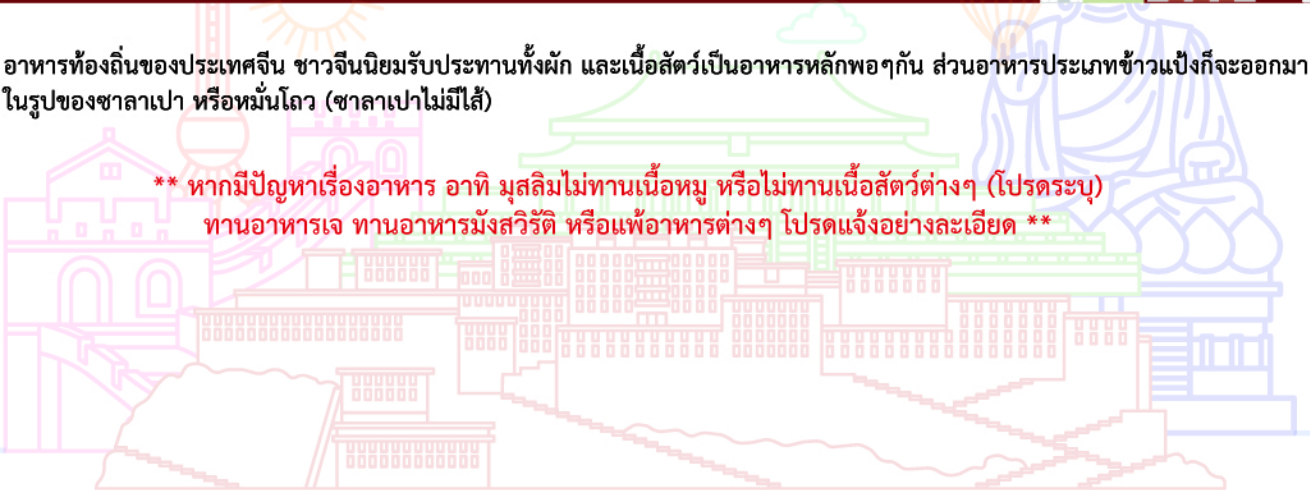 อาหารท้องถิ่นของประเทศจีน ชาวจีนนิยมรับประทานทั้งผัก และเนื้อสัตว์เป็นอาหารหลักพอๆกัน ส่วนอาหารประเภทข้าวแป้งก็จะออกมา
ในรูปของซาลาเปา หรือหมั่นโถว (ซาลาเปาไม่มีไส้)
** หากมีปัญหาเรื่องอาหาร อาทิ มุสลิมไม่ทานเนื้อหมู หรือไม่ทานเนื้อสัตว์ต่างๆ (โปรดระบุ)
ทานอาหารเจ ทานอาหารมังสวิรัติ หรือแพ้อาหารต่างๆ โปรดแจ้งอย่างละเอียด **